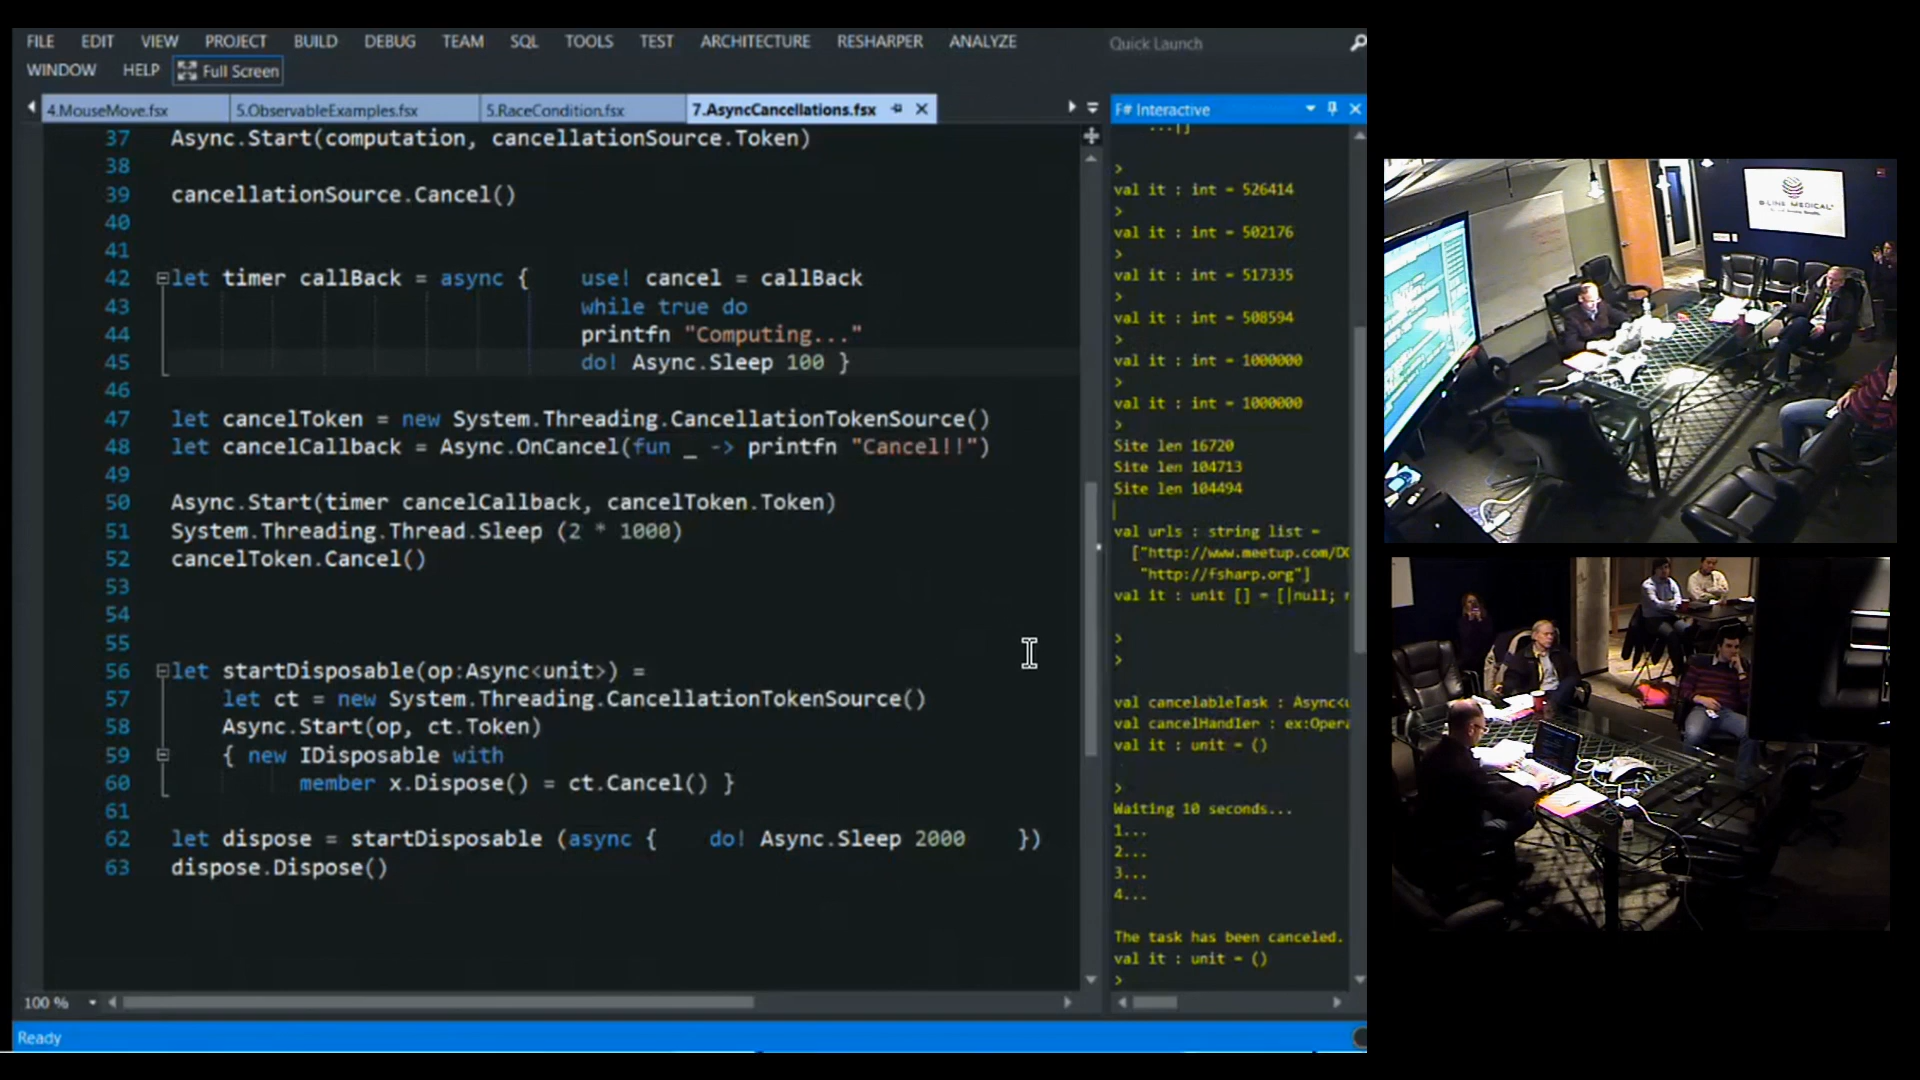 FILE EDIT VIEW PROJECT BUILD DEBUG TEAM SQL TOOLS TEST ARCHITECTURE RESHARPER ANALYZE
Quick Launch
WINDOW HELP Full Screen
4.MouseMove.fsx 5.ObservableExamples.fsx 5.RaceCondition.fsx 7.AsyncCancellations.fsx
37 Async.Start(computation, cancellationSource.Token)
38
39 cancellationSource.Cancel()
40
41
42 let timer callBack = async { use! cancel = callBack
43 while true do
44 printfn "Computing..."
45 do! Async.Sleep 100 }
46
47 let cancelToken = new System.Threading.CancellationTokenSource()
48 let cancelCallback = Async.OnCancel(fun _ -> printfn "Cancel!!")
49
50 Async.Start(timer cancelCallback, cancelToken.Token)
51 System.Threading.Thread.Sleep (2 * 1000)
52 cancelToken.Cancel()
53
54
55
56 let startDisposable(op:Async<unit>) =
57 let ct = new System.Threading.CancellationTokenSource()
58 Async.Start(op, ct.Token)
59 { new IDisposable with
60 member x.Dispose() = ct.Cancel() }
61
62 let dispose = startDisposable (async { do! Async.Sleep 2000 })
63 dispose.Dispose()
100 %
Ready
F# Interactive
...[]
>
val it : int = 526414
>
val it : int = 502176
>
val it : int = 517335
>
val it : int = 508594
>
val it : int = 1000000
>
val it : int = 1000000
>
Site len 16720
Site len 104713
Site len 104494
val urls : string list =
["http://www.meetup.com/DC
"http://fsharp.org"]
val it : unit [] = [|null; n
>
>
val cancelableTask : Async<u
val cancelHandler : ex:Opera
val it : unit = ()
>
Waiting 10 seconds...
1...
2...
3...
4...
The task has been canceled.
val it : unit = ()
>
B-LINE MEDICAL